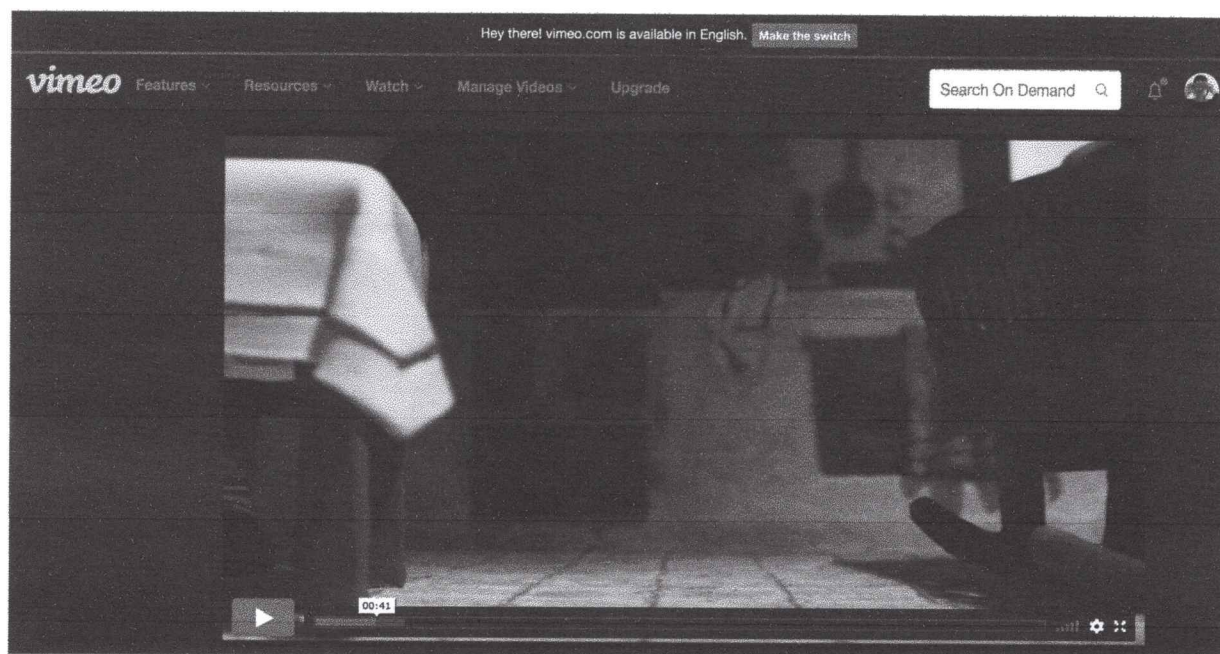 Hey there! vimeo.com is available in English. Make the switch
vimeo Features Resources Watch Manage Videos Upgrade Search On Demand
00:41